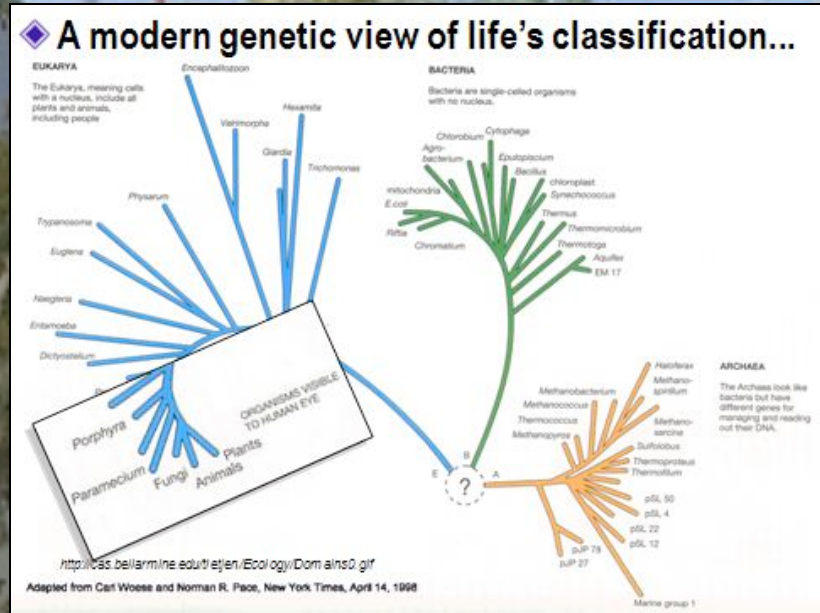 A modern genetic view of life's classification...
EUKARYA
The Eukarya, meaning cells
with a nucleus, include all
plants and animals,
including people
Encephalitozoon
Vairimorpha
Hexamita
Giardia
Trichomonas
Physarum
Trypanosoma
Euglena
Naegleria
Entamoeba
Dictyostelium
Porphyra
Paramecium
Fungi
Animals
Plants
ORGANISMS VISIBLE
TO HUMAN EYE
BACTERIA
Bacteria are single-celled organisms
with no nucleus.
Chlorobium
Cytophaga
Agro-
bacterium
Epulopiscium
Bacillus
chloroplast
Synechococcus
mitochondria
E.coli
Riftia
Chromatium
Thermus
Thermomicrobium
Thermotoga
Aquifex
EM 17
E
B
A
?
ARCHAEA
The Archaea look like
bacteria but have
different genes for
managing and reading
out their DNA.
Haloferax
Methano-
spirillum
Methanobacterium
Methanococcus
Thermococcus
Methanopyros
Methano-
sarcina
Sulfolobus
Thermoproteus
Thermofilum
pSL 50
pSL 4
pSL 22
pSL 12
pJP 78
pJP 27
Marine group 1
http://cas.bellarmine.edu/tietjen/Ecology/Domains0.gif
Adapted from Carl Woese and Norman R. Pace, New York Times, April 14, 1998